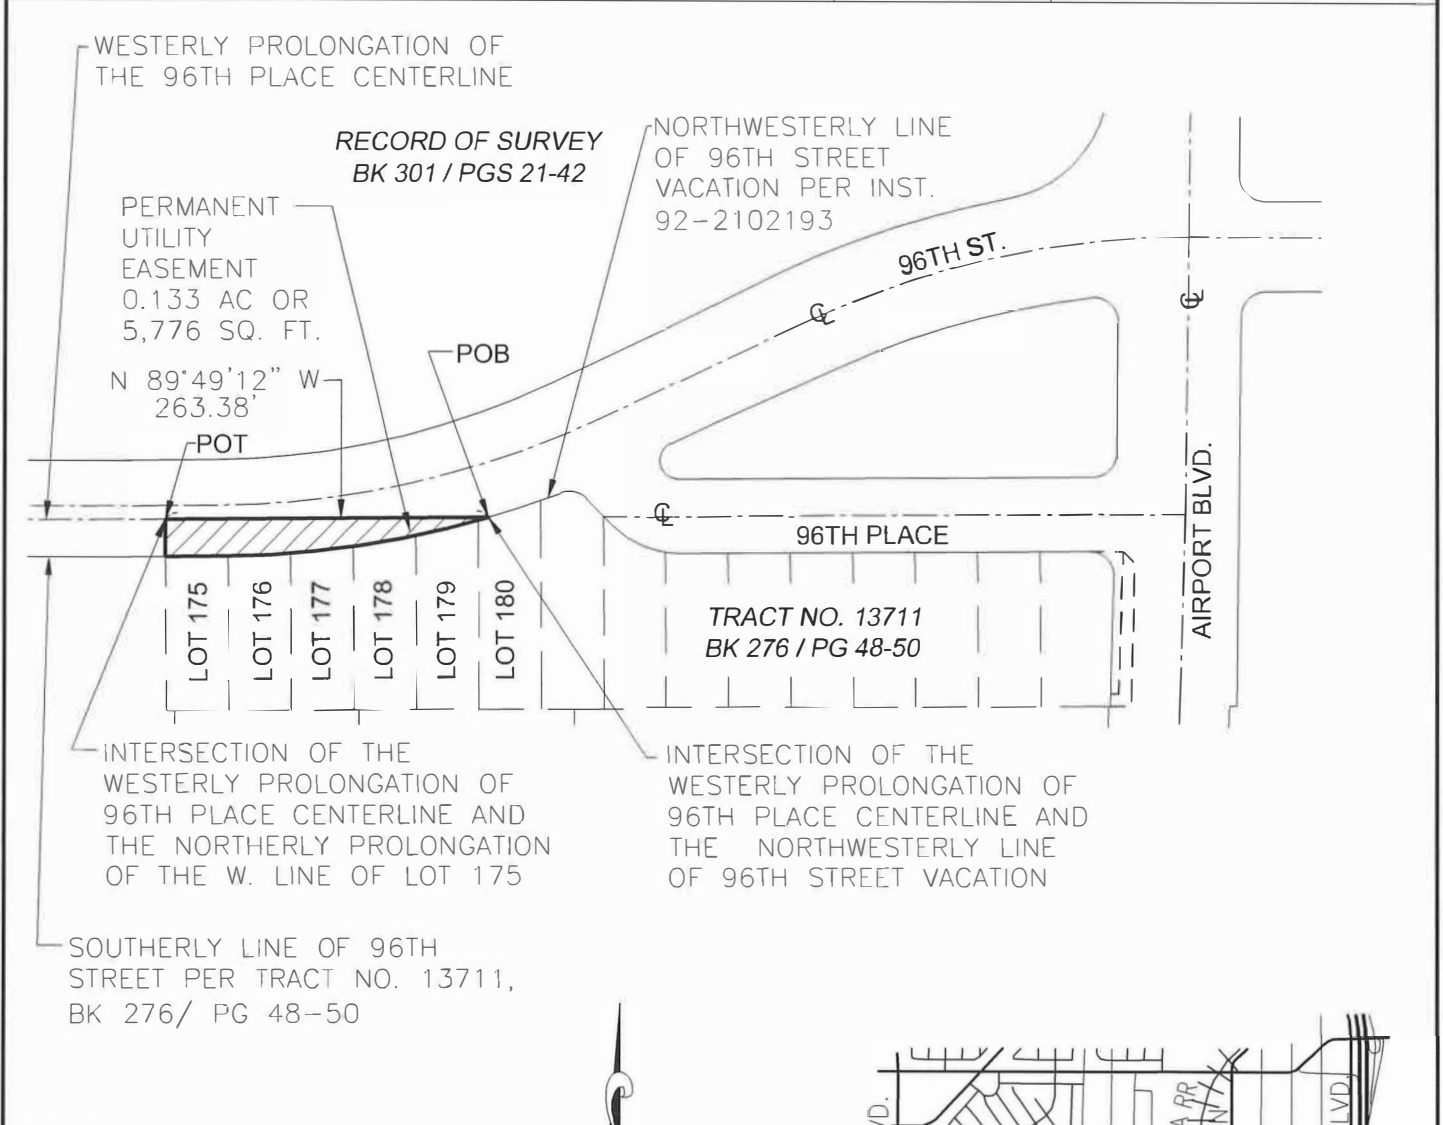 WESTERLY PROLONGATION OF
THE 96TH PLACE CENTERLINE
RECORD OF SURVEY
BK 301 / PGS 21-42
NORTHWESTERLY LINE
OF 96TH STREET
VACATION PER INST.
92-2102193
PERMANENT
UTILITY
EASEMENT
0.133 AC OR
5,776 SQ. FT.
96TH ST.
℄
℄
POB
N 89°49'12" W
263.38'
POT
℄
96TH PLACE
AIRPORT BLVD.
LOT 175
LOT 176
LOT 177
LOT 178
LOT 179
LOT 180
TRACT NO. 13711
BK 276 / PG 48-50
INTERSECTION OF THE
WESTERLY PROLONGATION OF
96TH PLACE CENTERLINE AND
THE NORTHERLY PROLONGATION
OF THE W. LINE OF LOT 175
INTERSECTION OF THE
WESTERLY PROLONGATION OF
96TH PLACE CENTERLINE AND
THE NORTHWESTERLY LINE
OF 96TH STREET VACATION
SOUTHERLY LINE OF 96TH
STREET PER TRACT NO. 13711,
BK 276/ PG 48-50